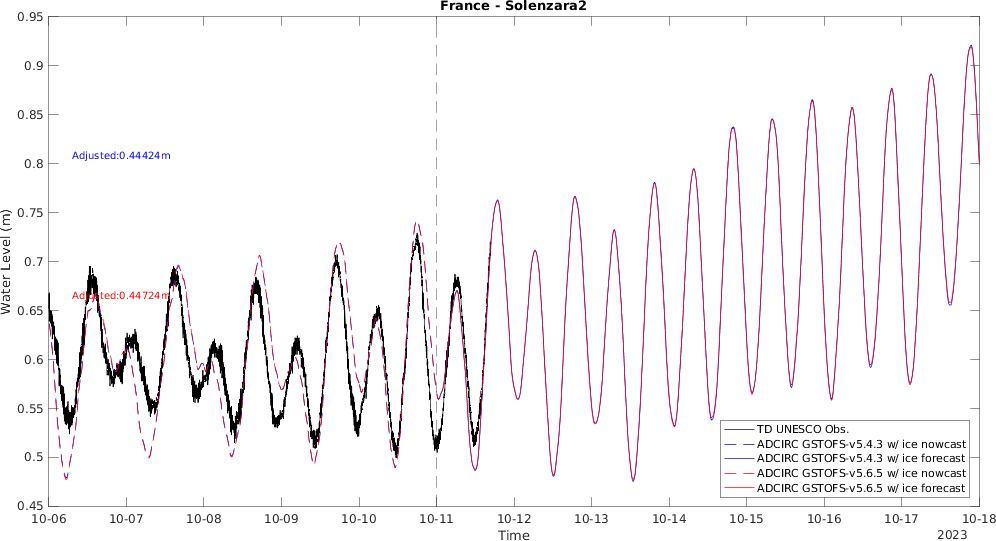 France - Solenzara2
0.95
0.9
0.85
0.8
0.75
0.7
0.65
0.6
0.55
0.5
0.45
Water Level (m)
Adjusted:0.44424m
Adjusted:0.44724m
TD UNESCO Obs.
ADCIRC GSTOFS-v5.4.3 w/ ice nowcast
ADCIRC GSTOFS-v5.4.3 w/ ice forecast
ADCIRC GSTOFS-v5.6.5 w/ ice nowcast
ADCIRC GSTOFS-v5.6.5 w/ ice forecast
10-06 10-07 10-08 10-09 10-10 10-11 10-12 10-13 10-14 10-15 10-16 10-17 10-18
Time
2023